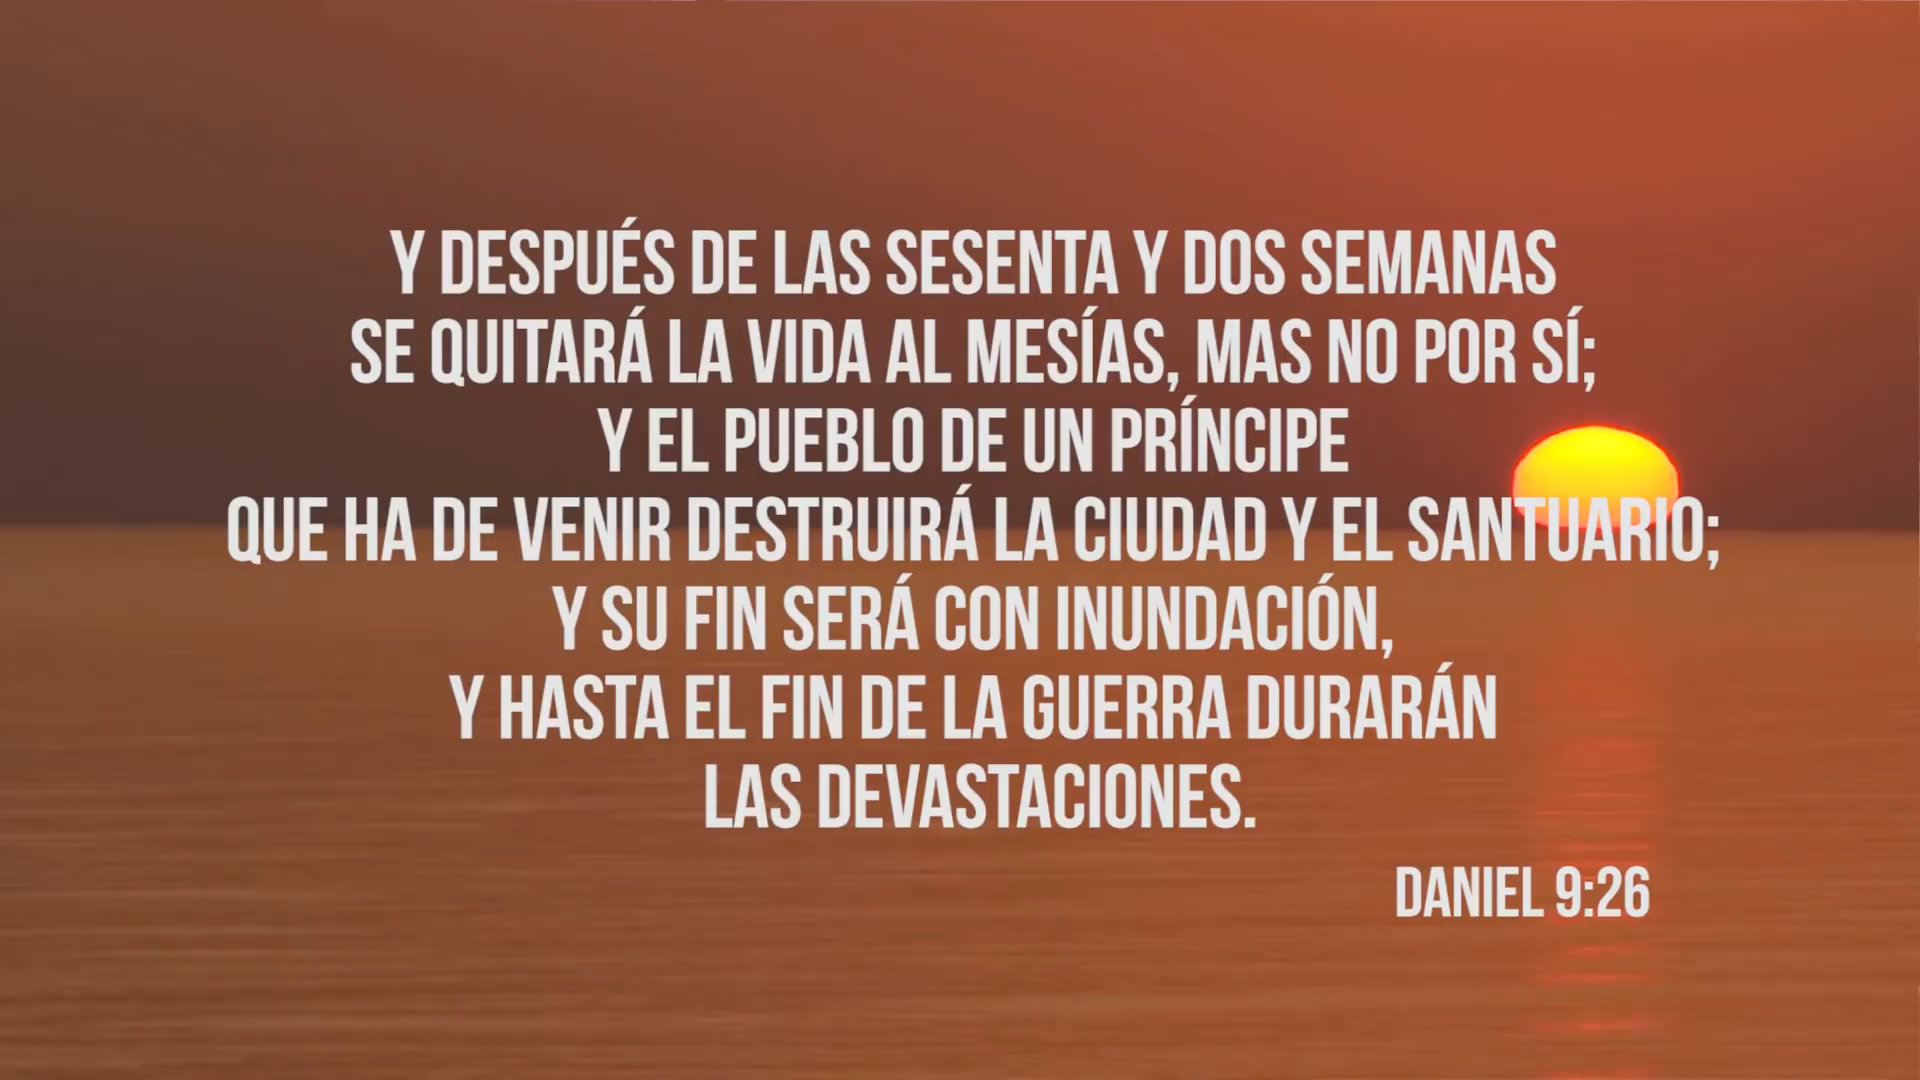 Y DESPUÉS DE LAS SESENTA Y DOS SEMANAS
SE QUITARÁ LA VIDA AL MESÍAS, MAS NO POR SÍ;
Y EL PUEBLO DE UN PRÍNCIPE
QUE HA DE VENIR DESTRUIRÁ LA CIUDAD Y EL SANTUARIO;
Y SU FIN SERÁ CON INUNDACIÓN,
Y HASTA EL FIN DE LA GUERRA DURARÁN
LAS DEVASTACIONES.
DANIEL 9:26